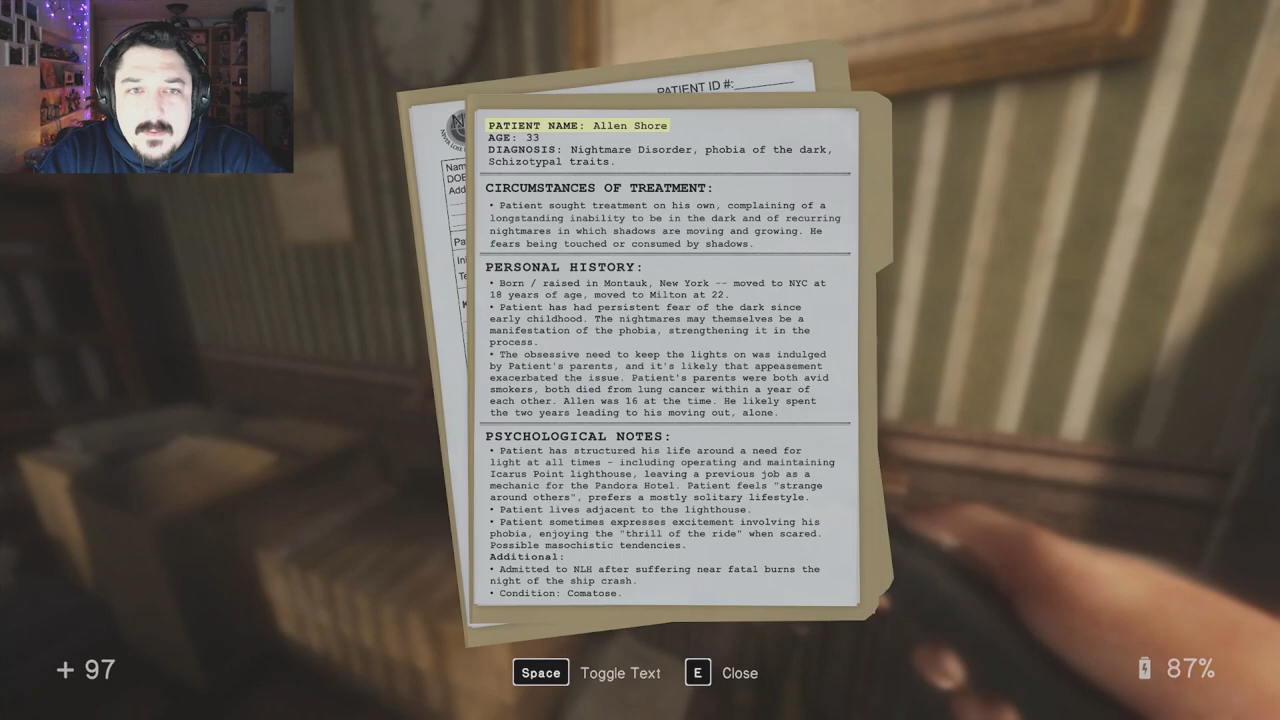 PATIENT ID #:
PATIENT NAME: Allen Shore
AGE: 33
DIAGNOSIS: Nightmare Disorder, phobia of the dark,
Schizotypal traits.
CIRCUMSTANCES OF TREATMENT:
• Patient sought treatment on his own, complaining of a
longstanding inability to be in the dark and of recurring
nightmares in which shadows are moving and growing. He
fears being touched or consumed by shadows.
PERSONAL HISTORY:
• Born / raised in Montauk, New York -- moved to NYC at
18 years of age, moved to Milton at 22.
• Patient has had persistent fear of the dark since
early childhood. The nightmares may themselves be a
manifestation of the phobia, strengthening it in the
process.
• The obsessive need to keep the lights on was indulged
by Patient's parents, and it's likely that appeasement
exacerbated the issue. Patient's parents were both avid
smokers, both died from lung cancer within a year of
each other. Allen was 16 at the time. He likely spent
the two years leading to his moving out, alone.
PSYCHOLOGICAL NOTES:
• Patient has structured his life around a need for
light at all times - including operating and maintaining
Icarus Point lighthouse, leaving a previous job as a
mechanic for the Pandora Hotel. Patient feels "strange
around others", prefers a mostly solitary lifestyle.
• Patient lives adjacent to the lighthouse.
• Patient sometimes expresses excitement involving his
phobia, enjoying the "thrill of the ride" when scared.
Possible masochistic tendencies.
Additional:
• Admitted to NLH after suffering near fatal burns the
night of the ship crash.
• Condition: Comatose.
Nam
DOE
Add
Pa
In
Te
+ 97
Space Toggle Text E Close
87%